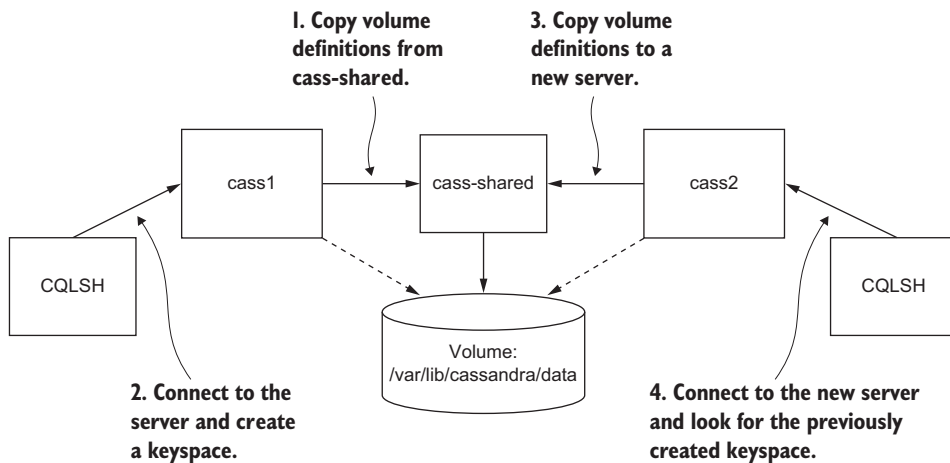 1. Copy volume
definitions from
cass-shared.
3. Copy volume
definitions to a
new server.
cass1
cass-shared
cass2
CQLSH
CQLSH
Volume:
/var/lib/cassandra/data
2. Connect to the
server and create
a keyspace.
4. Connect to the new server
and look for the previously
created keyspace.